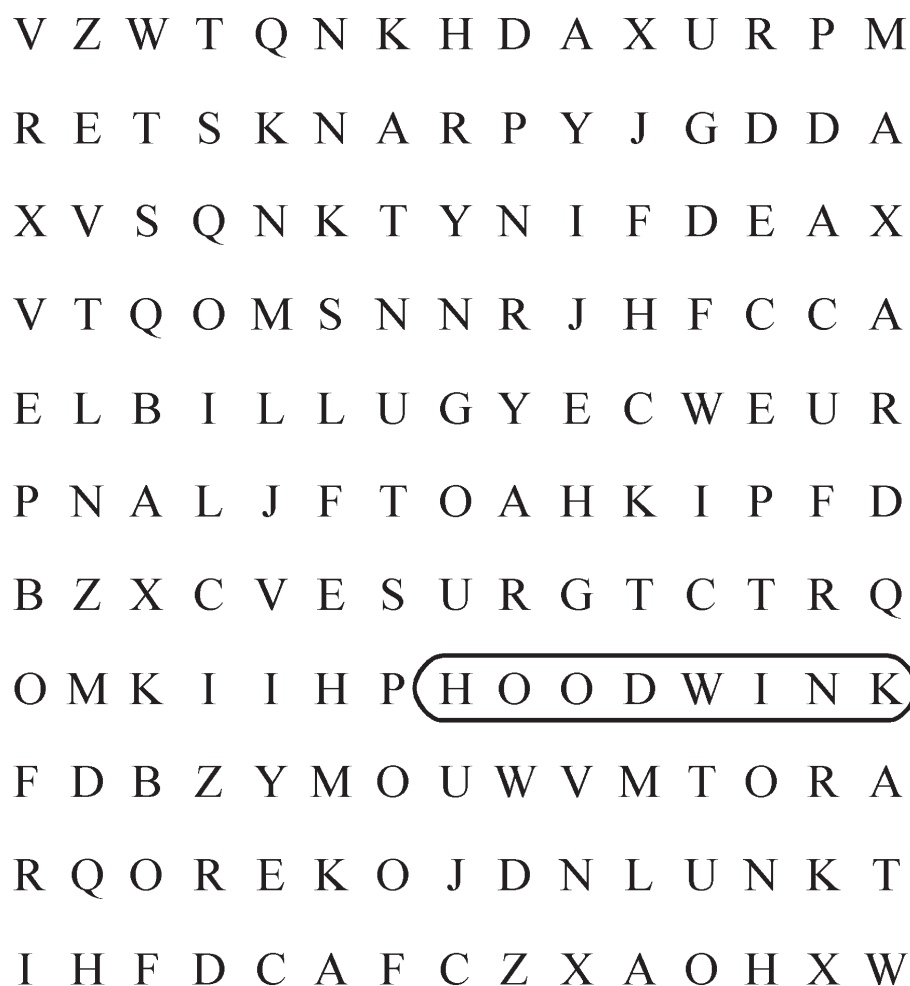 V Z W T Q N K H D A X U R P M
R E T S K N A R P Y J G D D A
X V S Q N K T Y N I F D E A X
V T Q O M S N N R J H F C C A
E L B I L L U G Y E C W E U R
P N A L J F T O A H K I P F D
B Z X C V E S U R G T C T R Q
O M K I I H P H O O D W I N K
F D B Z Y M O U W V M T O R A
R Q O R E K O J D N L U N K T
I H F D C A F C Z X A O H X W